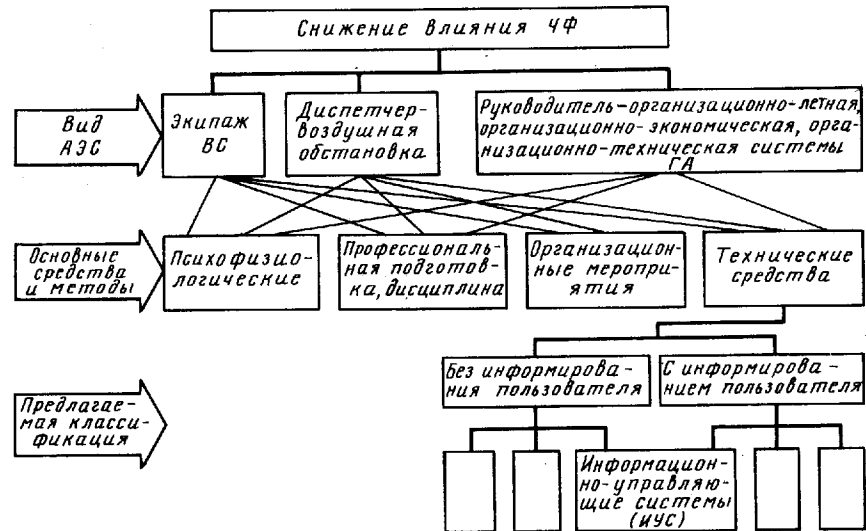 Снижение влияния ЧФ
Вид
АЭС
Экипаж
ВС
Диспетчер-
воздушная
обстановка
Руководитель-организационно-летная,
организационно-экономическая, орга-
низационно-техническая системы
ГА
Основные
средства
и методы
Психофизио-
логические
Профессиональ-
ная подготов-
ка, дисциплина
Организацион-
ные меропри-
ятия
Технические
средства
Предлагае-
мая класси-
фикация
Без информирова-
ния пользователя
С информирова-
нием пользователя
Информацион-
но-управляю-
щие системы
(ИУС)